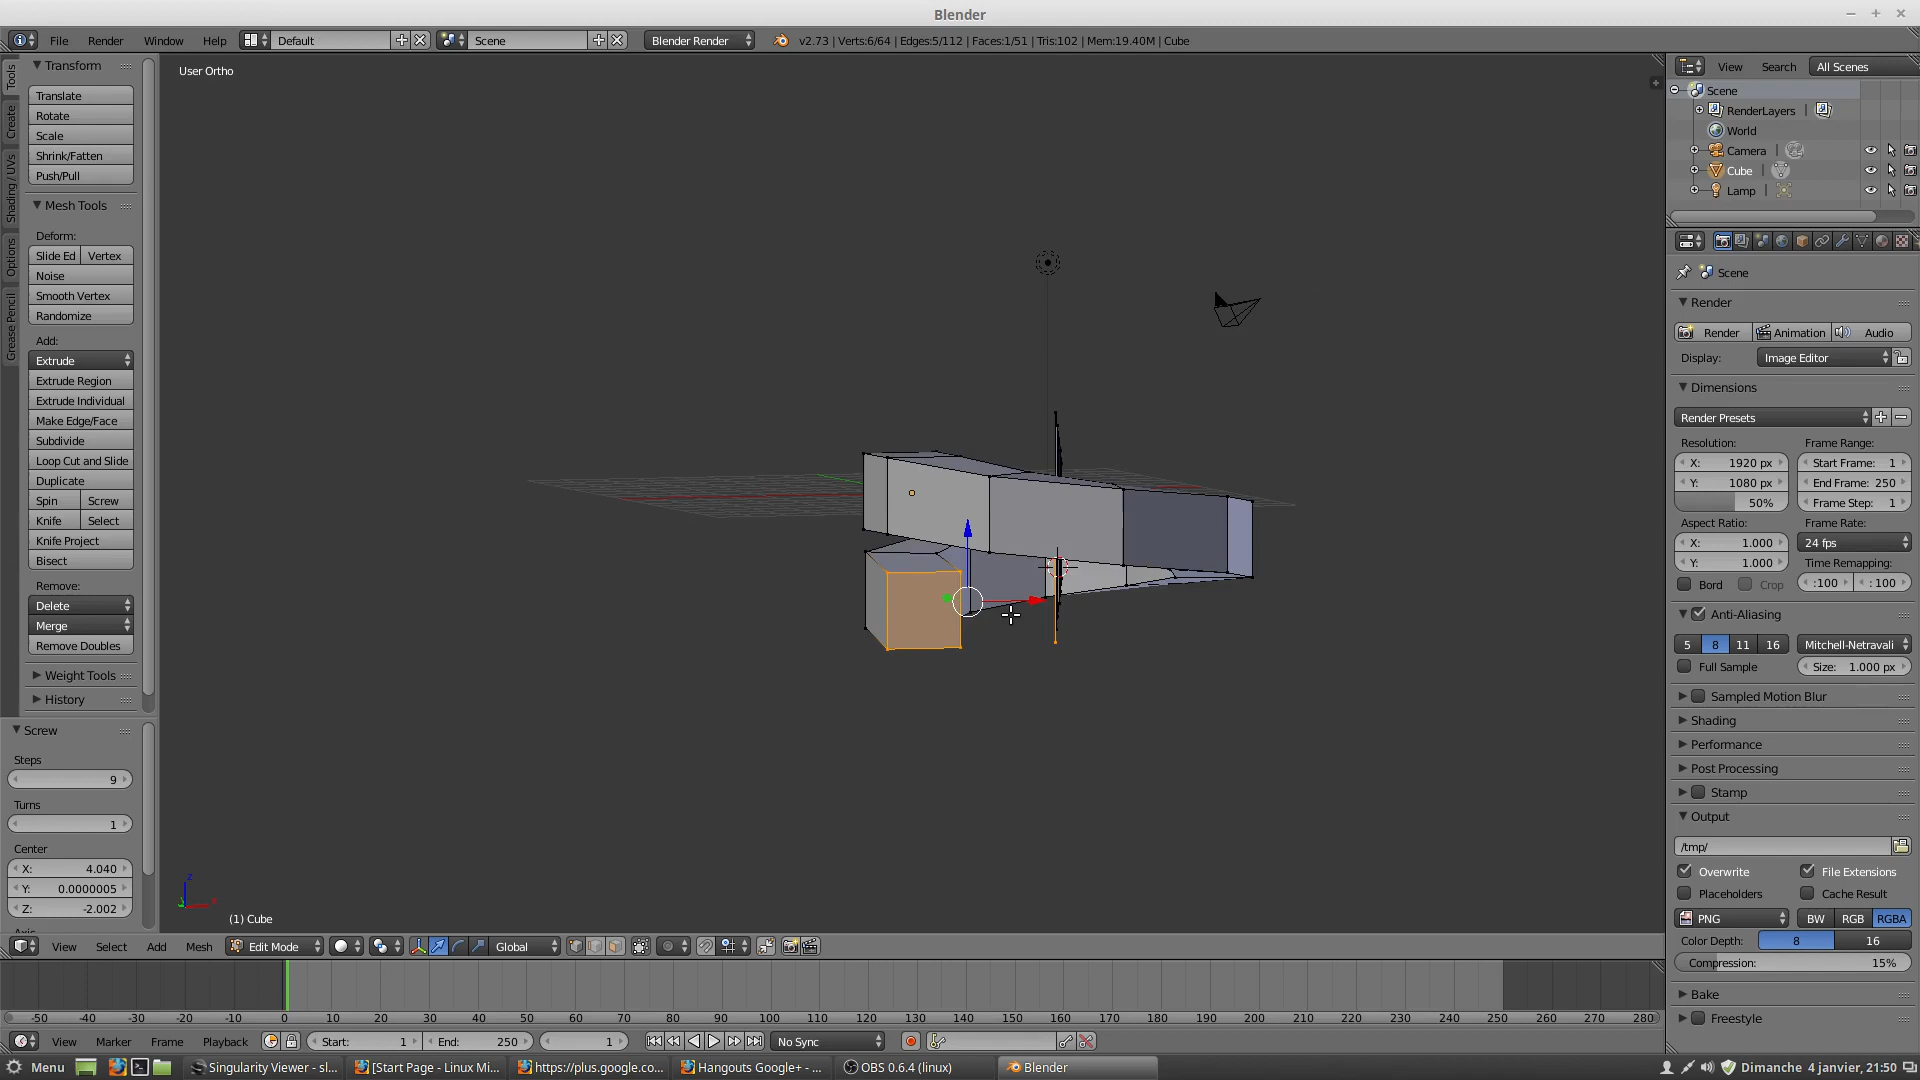 Blender
File Render Window Help Default Scene Blender Render v2.73 | Verts:6/64 | Edges:5/112 | Faces:1/51 | Tris:102 | Mem:19.40M | Cube
Tools
Create
Shading / UVs
Options
Grease Pencil
Transform
Translate
Rotate
Scale
Shrink/Fatten
Push/Pull
Mesh Tools
Deform:
Slide Ed Vertex
Noise
Smooth Vertex
Randomize
Add:
Extrude
Extrude Region
Extrude Individual
Make Edge/Face
Subdivide
Loop Cut and Slide
Duplicate
Spin Screw
Knife Select
Knife Project
Bisect
Remove:
Delete
Merge
Remove Doubles
Weight Tools
History
Screw
Steps
9
Turns
1
Center
X: 4.040
Y: 0.0000005
Z: -2.002
User Ortho
z
x
(1) Cube
View Select Add Mesh Edit Mode Global
-50 -40 -30 -20 -10 0 10 20 30 40 50 60 70 80 90 100 110 120 130 140 150 160 170 180 190 200 210 220 230 240 250 260 270 280
View Marker Frame Playback Start: 1 End: 250 1 No Sync
View Search All Scenes
Scene
RenderLayers |
World
Camera |
Cube |
Lamp |
Scene
Render
Render Animation Audio
Display: Image Editor
Dimensions
Render Presets
Resolution: Frame Range:
X: 1920 px Start Frame: 1
Y: 1080 px End Frame: 250
50% Frame Step: 1
Aspect Ratio: Frame Rate:
X: 1.000 24 fps
Y: 1.000 Time Remapping:
Bord Crop :100 : 100
Anti-Aliasing
5 8 11 16 Mitchell-Netravali
Full Sample Size: 1.000 px
Sampled Motion Blur
Shading
Performance
Post Processing
Stamp
Output
/tmp/
Overwrite File Extensions
Placeholders Cache Result
PNG BW RGB RGBA
Color Depth: 8 16
Compression: 15%
Bake
Freestyle
Menu Singularity Viewer - sl... [Start Page - Linux Mi... https://plus.google.co... Hangouts Google+ - ... OBS 0.6.4 (linux) Blender Dimanche 4 janvier, 21:50